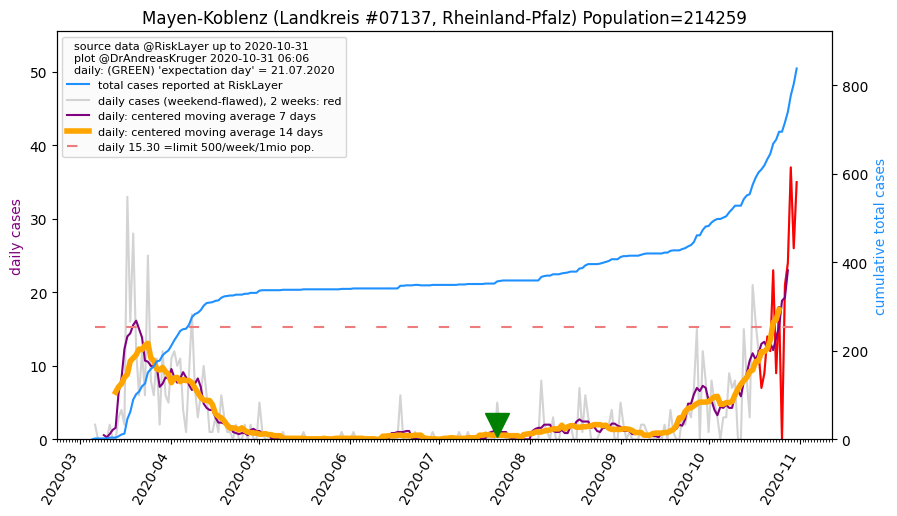 Mayen-Koblenz (Landkreis #07137, Rheinland-Pfalz) Population=214259
source data @RiskLayer up to 2020-10-31
plot @DrAndreasKruger 2020-10-31 06:06
daily: (GREEN) 'expectation day' = 21.07.2020
total cases reported at RiskLayer
daily cases (weekend-flawed), 2 weeks: red
daily: centered moving average 7 days
daily: centered moving average 14 days
daily 15.30 =limit 500/week/1mio pop.
daily cases
50
40
30
20
10
0
cumulative total cases
800
600
400
200
0
2020-03
2020-04
2020-05
2020-06
2020-07
2020-08
2020-09
2020-10
2020-11